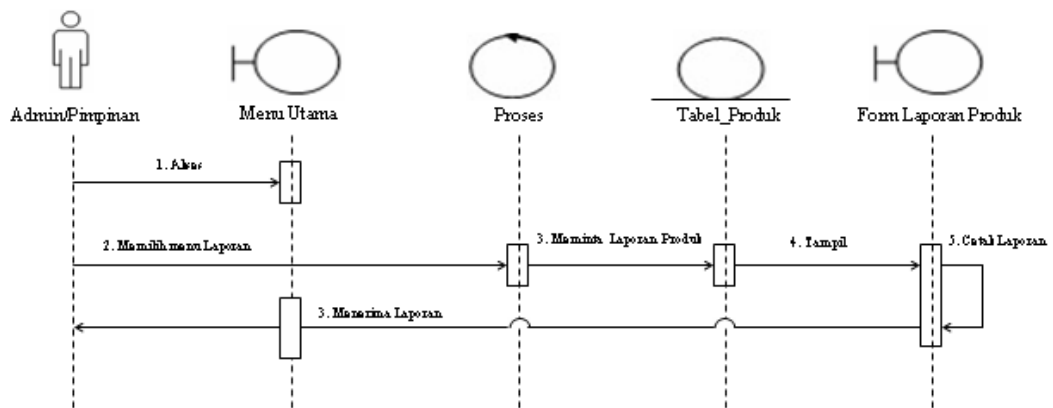 Admin/Pimpinan
Menu Utama
Proses
Tabel_Produk
Form Laporan Produk
1. Akses
2. Memilih menu Laporan
3. Meminta Laporan Produk
4. Tampil
5. Cetak Laporan
3. Menerima Laporan